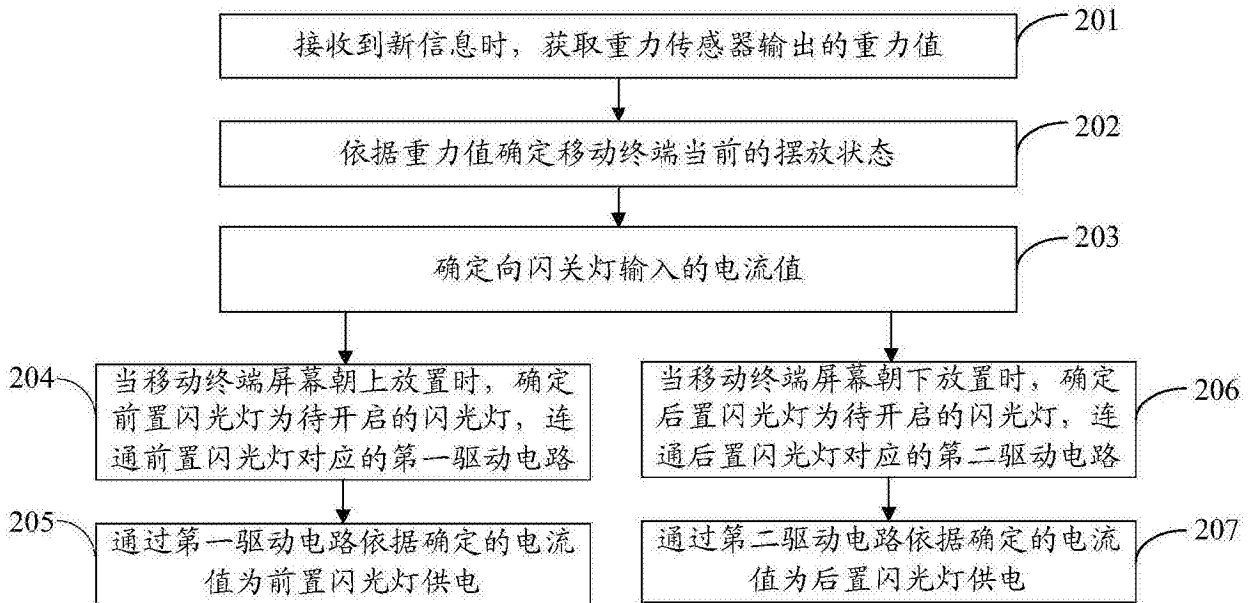 接收到新信息时，获取重力传感器输出的重力值
201
依据重力值确定移动终端当前的摆放状态
202
确定向闪关灯输入的电流值
203
204
当移动终端屏幕朝上放置时，确定
前置闪光灯为待开启的闪光灯，连
通前置闪光灯对应的第一驱动电路
当移动终端屏幕朝下放置时，确定
后置闪光灯为待开启的闪光灯，连
通后置闪光灯对应的第二驱动电路
206
205
通过第一驱动电路依据确定的电流
值为前置闪光灯供电
通过第二驱动电路依据确定的电流
值为后置闪光灯供电
207